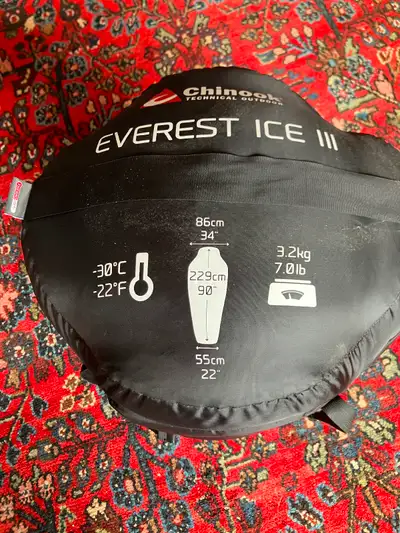 Chinook
TECHNICAL OUTDOOR
EVEREST ICE III
86cm
34"
-30°C
-22°F
229cm
90"
3.2kg
7.0lb
55cm
22"